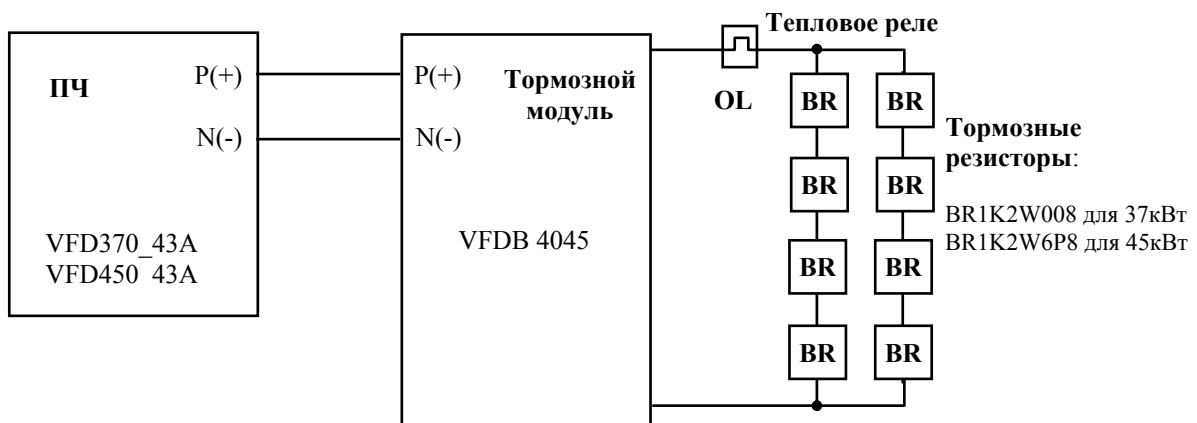 ПЧ
P(+)
N(-)
VFD370_43A
VFD450_43A
P(+)
N(-)
Тормозной
модуль
VFDB 4045
Тепловое реле
OL
BR
BR
BR
BR
BR
BR
BR
BR
Тормозные
резисторы:
BR1K2W008 для 37кВт
BR1K2W6P8 для 45кВт